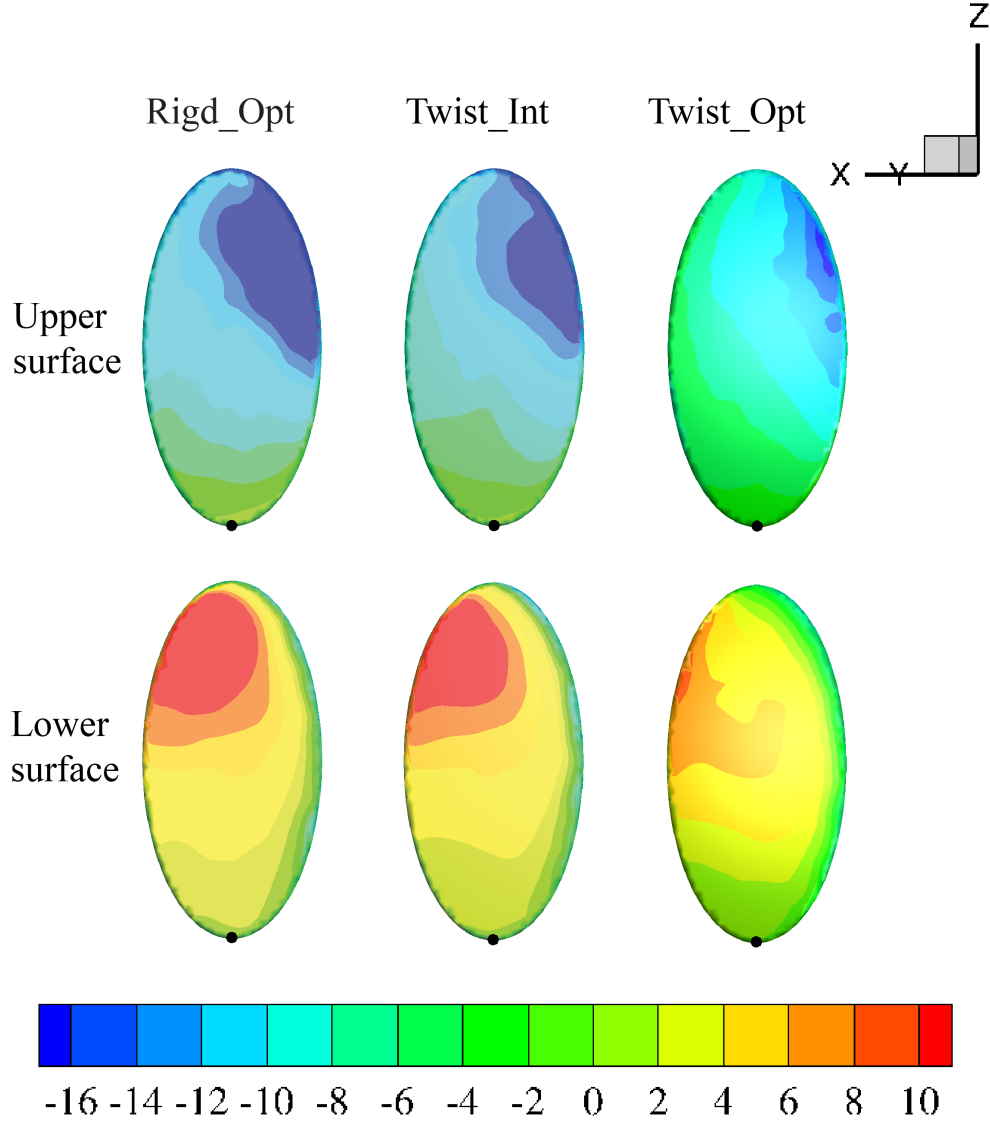 Z
Rigd_Opt Twist_Int Twist_Opt
X Y
Upper
surface
Lower
surface
-16 -14 -12 -10 -8 -6 -4 -2 0 2 4 6 8 10